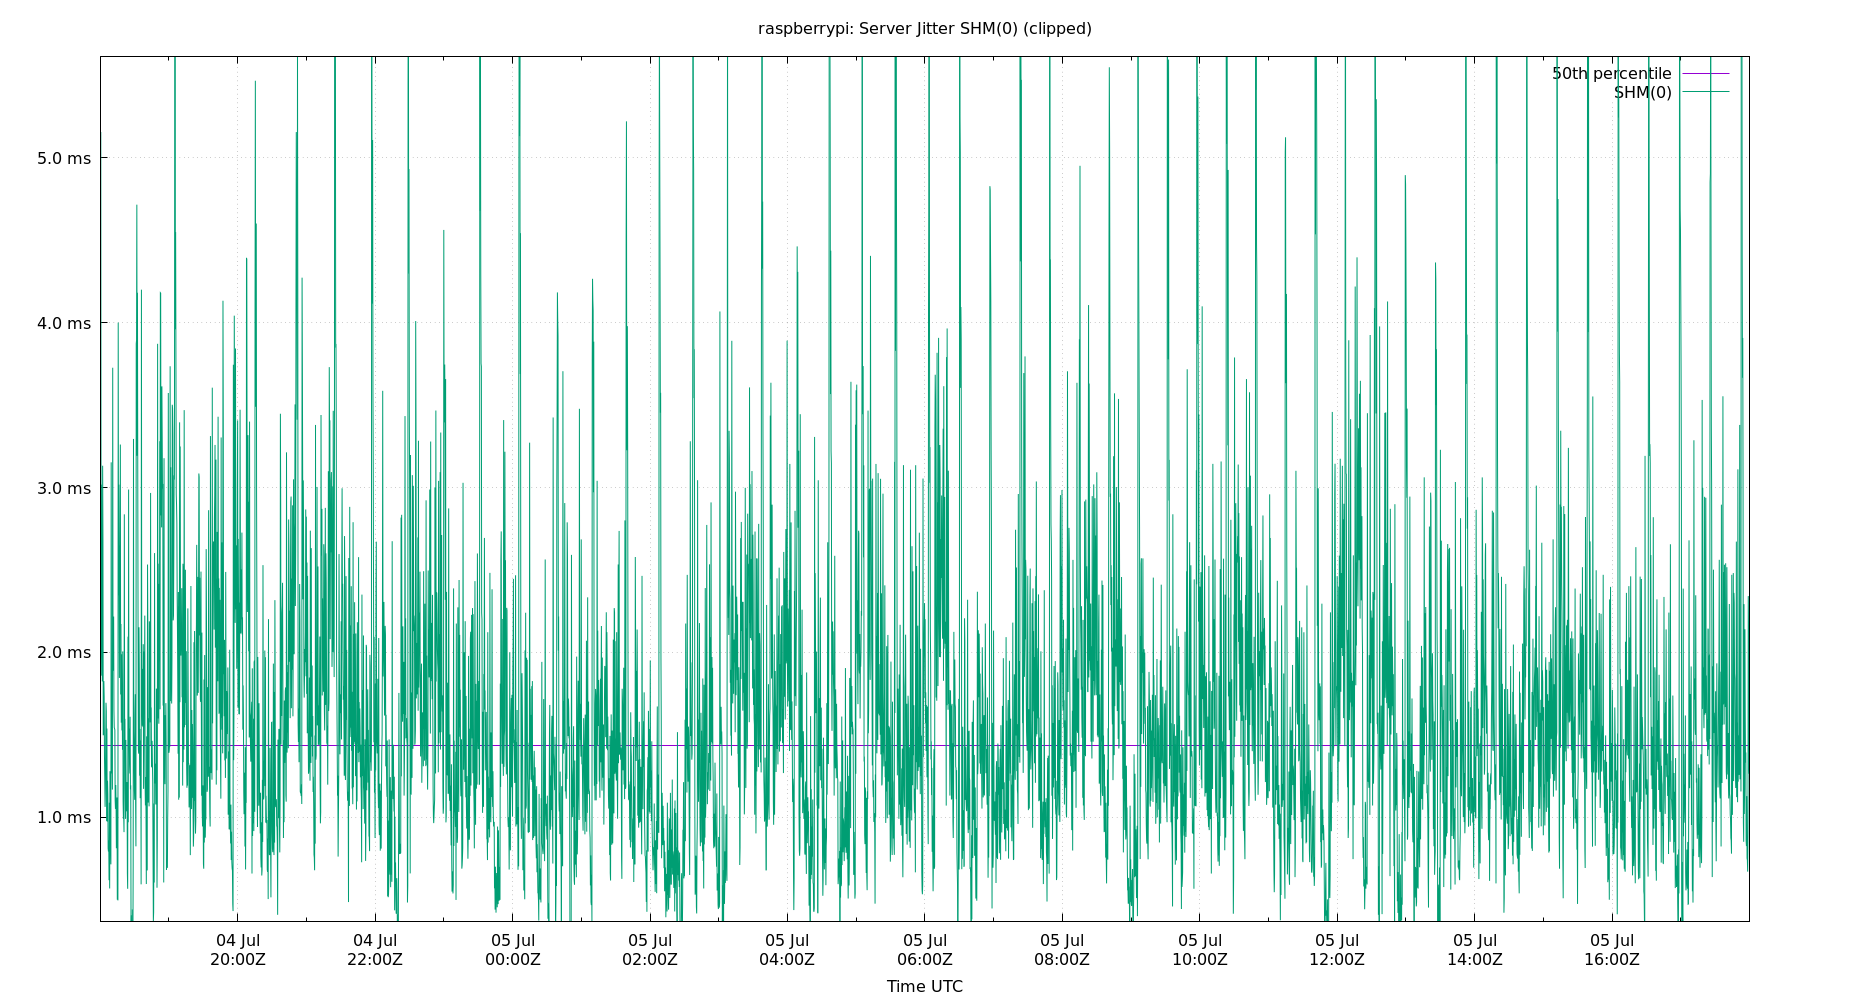 raspberrypi: Server Jitter SHM(0) (clipped)
50th percentile
SHM(0)
5.0 ms
4.0 ms
3.0 ms
2.0 ms
1.0 ms
04 Jul 04 Jul 05 Jul 05 Jul 05 Jul 05 Jul 05 Jul 05 Jul 05 Jul 05 Jul 05 Jul
20:00Z 22:00Z 00:00Z 02:00Z 04:00Z 06:00Z 08:00Z 10:00Z 12:00Z 14:00Z 16:00Z
Time UTC